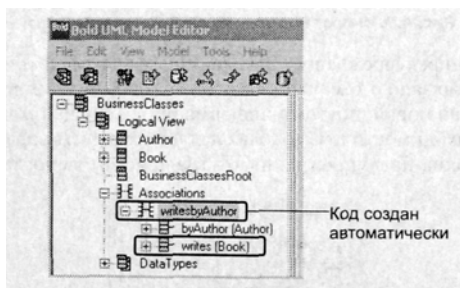 Bold UML Model Editor
File Edit View Model Tools Help
BusinessClasses
Logical View
Author
Book
BusinessClassesRoot
Associations
writesbyAuthor
byAuthor (Author)
writes (Book)
DataTypes
Код создан
автоматически